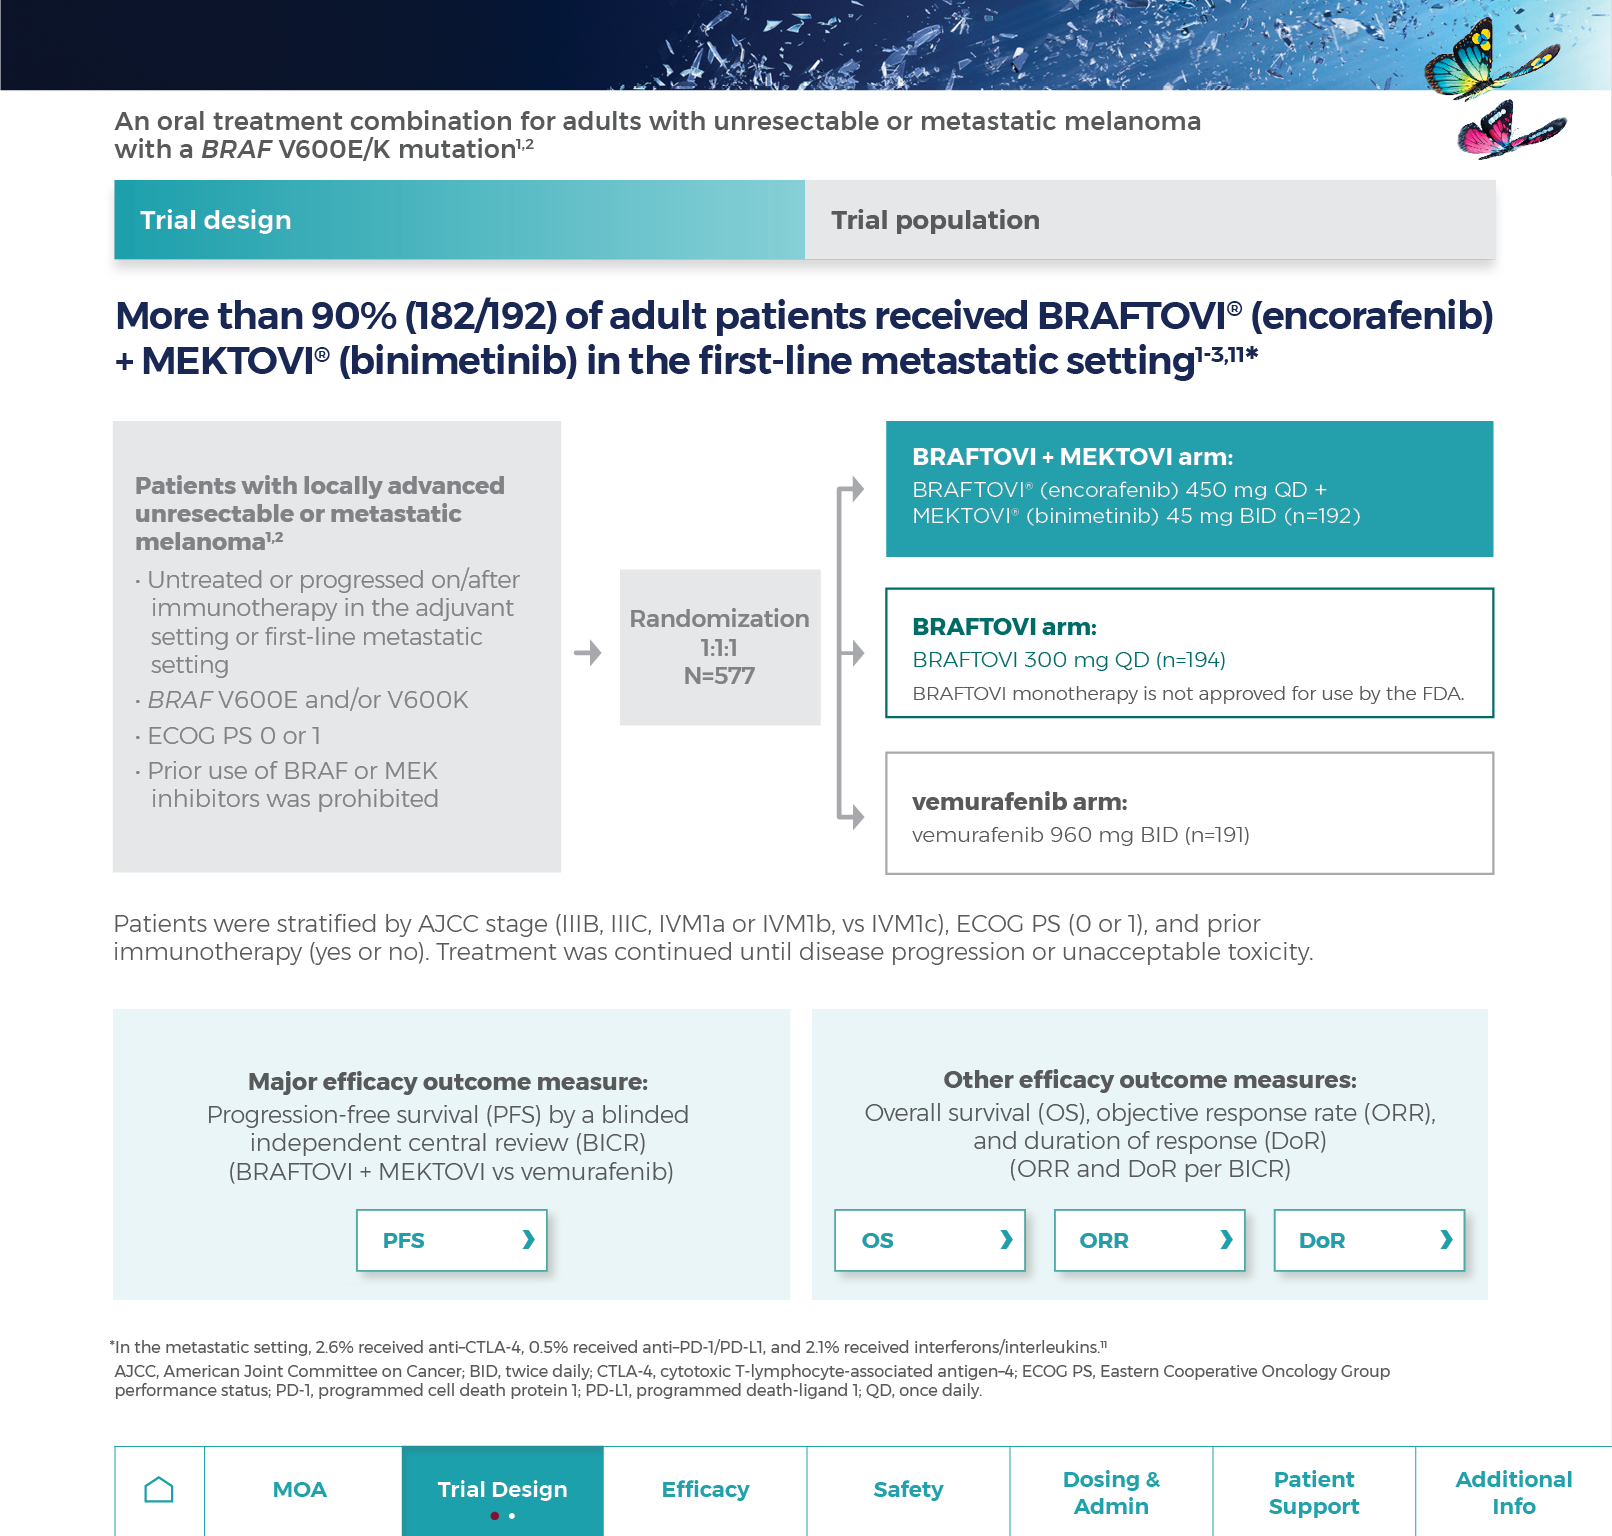 An oral treatment combination for adults with unresectable or metastatic melanoma
with a BRAF V600E/K mutation1,2
Trial design
Trial population
More than 90% (182/192) of adult patients received BRAFTOVI® (encorafenib)
+ MEKTOVI® (binimetinib) in the first-line metastatic setting1-3,11*
Patients with locally advanced
unresectable or metastatic
melanoma1,2
· Untreated or progressed on/after
immunotherapy in the adjuvant
setting or first-line metastatic
setting
· BRAF V600E and/or V600K
· ECOG PS 0 or 1
· Prior use of BRAF or MEK
inhibitors was prohibited
Randomization
1:1:1
N=577
BRAFTOVI + MEKTOVI arm:
BRAFTOVI® (encorafenib) 450 mg QD +
MEKTOVI® (binimetinib) 45 mg BID (n=192)
BRAFTOVI arm:
BRAFTOVI 300 mg QD (n=194)
BRAFTOVI monotherapy is not approved for use by the FDA.
vemurafenib arm:
vemurafenib 960 mg BID (n=191)
Patients were stratified by AJCC stage (IIIB, IIIC, IVM1a or IVM1b, vs IVM1c), ECOG PS (0 or 1), and prior
immunotherapy (yes or no). Treatment was continued until disease progression or unacceptable toxicity.
Major efficacy outcome measure:
Progression-free survival (PFS) by a blinded
independent central review (BICR)
(BRAFTOVI + MEKTOVI vs vemurafenib)
PFS
Other efficacy outcome measures:
Overall survival (OS), objective response rate (ORR),
and duration of response (DoR)
(ORR and DoR per BICR)
OS
ORR
DoR
*In the metastatic setting, 2.6% received anti–CTLA-4, 0.5% received anti–PD-1/PD-L1, and 2.1% received interferons/interleukins.11
AJCC, American Joint Committee on Cancer; BID, twice daily; CTLA-4, cytotoxic T-lymphocyte-associated antigen–4; ECOG PS, Eastern Cooperative Oncology Group
performance status; PD-1, programmed cell death protein 1; PD-L1, programmed death-ligand 1; QD, once daily.
MOA
Trial Design
Efficacy
Safety
Dosing &
Admin
Patient
Support
Additional
Info